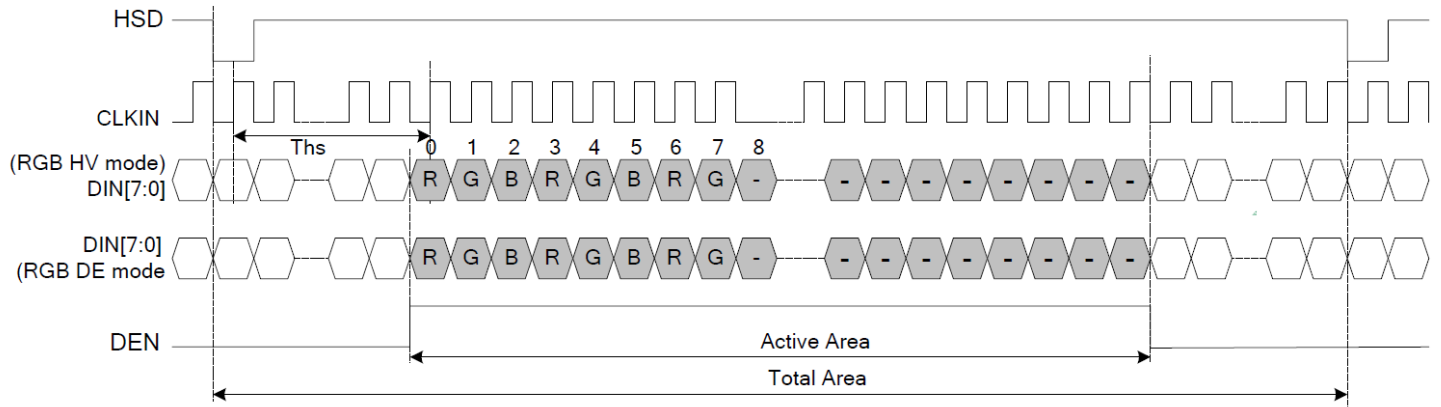 HSD
CLKIN
Ths
0 1 2 3 4 5 6 7 8
(RGB HV mode)
DIN[7:0]
R G B R G B R G - - - - - - - - -
DIN[7:0]
(RGB DE mode
R G B R G B R G - - - - - - - - -
DEN
Active Area
Total Area